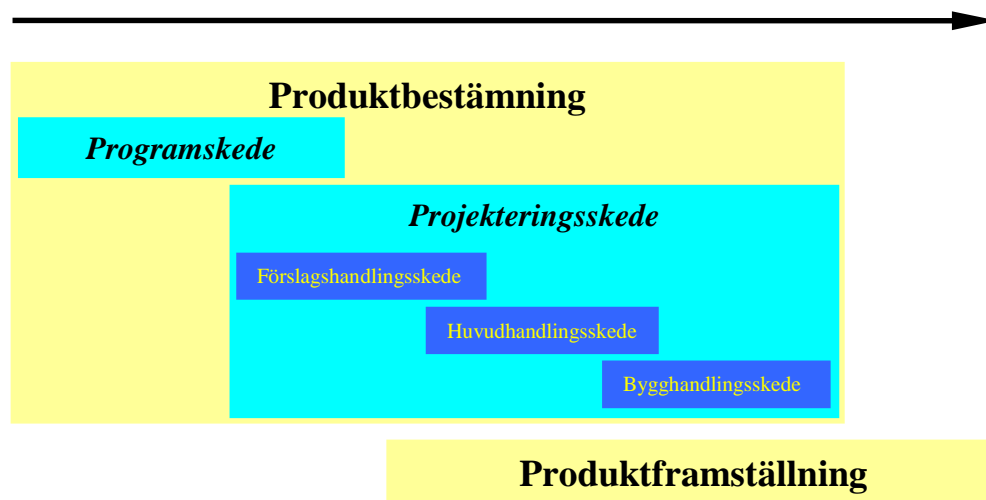 Produktbestämning
Programskede
Projekteringsskede
Förslagshandlingsskede
Huvudhandlingsskede
Bygghandlingsskede
Produktframställning